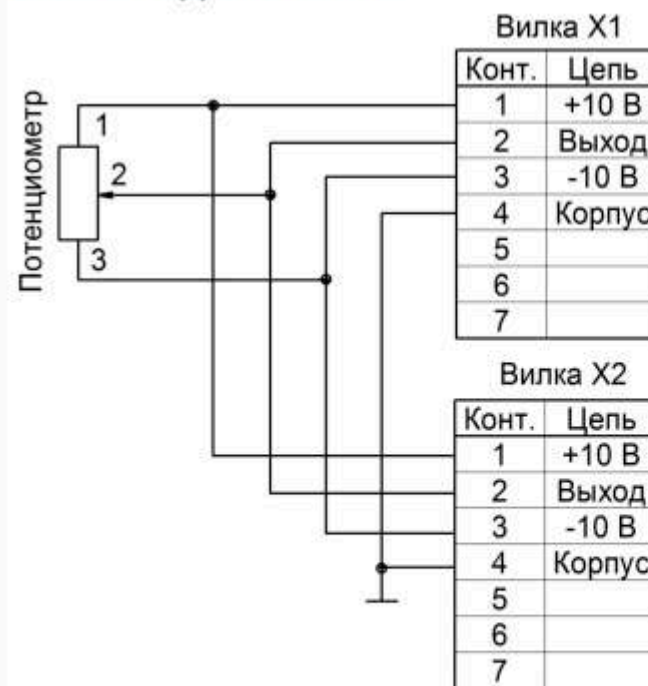 Вилка X1
Конт. Цепь
1 +10 В
2 Выход
3 -10 В
4 Корпус
5
6
7
Потенциометр
1
2
3
Вилка X2
Конт. Цепь
1 +10 В
2 Выход
3 -10 В
4 Корпус
5
6
7